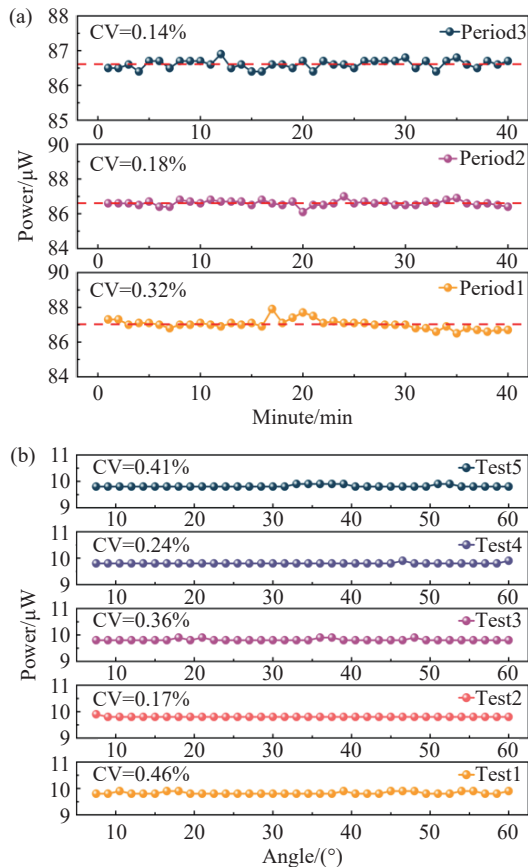 (a)
88
CV=0.14%
Period3
87
86
85
0 10 20 30 40
90
CV=0.18%
Period2
88
86
84
0 10 20 30 40
90
CV=0.32%
Period1
88
86
84
0 10 20 30 40
Power/μW
Minute/min
(b)
11
CV=0.41%
Test5
10
9
10 20 30 40 50 60
11
CV=0.24%
Test4
10
9
10 20 30 40 50 60
11
CV=0.36%
Test3
10
9
10 20 30 40 50 60
11
CV=0.17%
Test2
10
9
10 20 30 40 50 60
11
CV=0.46%
Test1
10
9
10 20 30 40 50 60
Power/μW
Angle/(°)